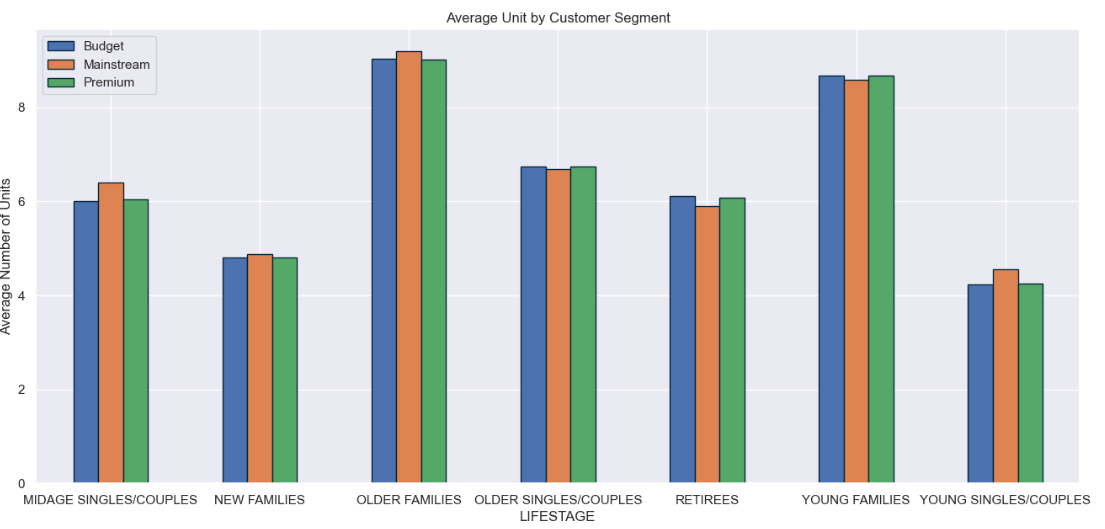 Average Unit by Customer Segment
Budget
Mainstream
Premium
Average Number of Units
8
6
4
2
0
MIDAGE SINGLES/COUPLES NEW FAMILIES OLDER FAMILIES OLDER SINGLES/COUPLES RETIREES YOUNG FAMILIES YOUNG SINGLES/COUPLES
LIFESTAGE